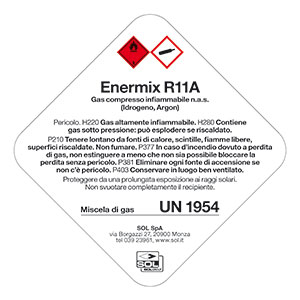 Enermix R11A
Gas compresso infiammabile n.a.s.
(Idrogeno, Argon)
Pericolo. H220 Gas altamente infiammabile. H280 Contiene
gas sotto pressione: può esplodere se riscaldato.
P210 Tenere lontano da fonti di calore, scintille, fiamme libere,
superfici riscaldate. Non fumare. P377 In caso d'incendio dovuto a perdita
di gas, non estinguere a meno che non sia possibile bloccare la
perdita senza pericolo. P381 Eliminare ogni fonte di accensione se
non c'è pericolo. P403 Conservare in luogo ben ventilato.
Proteggere da una prolungata esposizione ai raggi solari.
Non svuotare completamente il recipiente.
Miscela di gas UN 1954
SOL SpA
via Borgazzi 27, 20900 Monza
tel 039 23961, www.sol.it
SOL
SOLGROUP